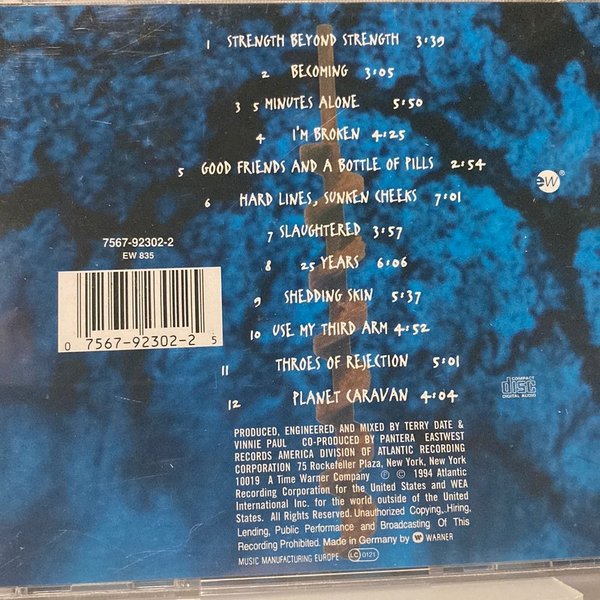 1 STRENGTH BEYOND STRENGTH 3:39
2 BECOMING 3:05
3 5 MINUTES ALONE 5:50
4 I'M BROKEN 4:25
5 GOOD FRIENDS AND A BOTTLE OF PILLS 2:54
6 HARD LINES, SUNKEN CHEEKS 7:01
ew®
7 SLAUGHTERED 3:57
7567-92302-2
EW 835
8 25 YEARS 6:06
9 SHEDDING SKIN 5:37
10 USE MY THIRD ARM 4:52
0 7567-92302-2 5
11 THROES OF REJECTION 5:01
12 PLANET CARAVAN 4:04
COMPACT
disc
DIGITAL AUDIO
PRODUCED, ENGINEERED AND MIXED BY TERRY DATE &
VINNIE PAUL CO-PRODUCED BY PANTERA EASTWEST
RECORDS AMERICA DIVISION OF ATLANTIC RECORDING
CORPORATION 75 Rockefeller Plaza, New York, New York
10019 A Time Warner Company ℗ © 1994 Atlantic
Recording Corporation for the United States and WEA
International Inc. for the world outside of the United
States. All Rights Reserved. Unauthorized Copying, Hiring,
Lending, Public Performance and Broadcasting Of This
Recording Prohibited. Made in Germany by WARNER
MUSIC MANUFACTURING EUROPE LC 0121